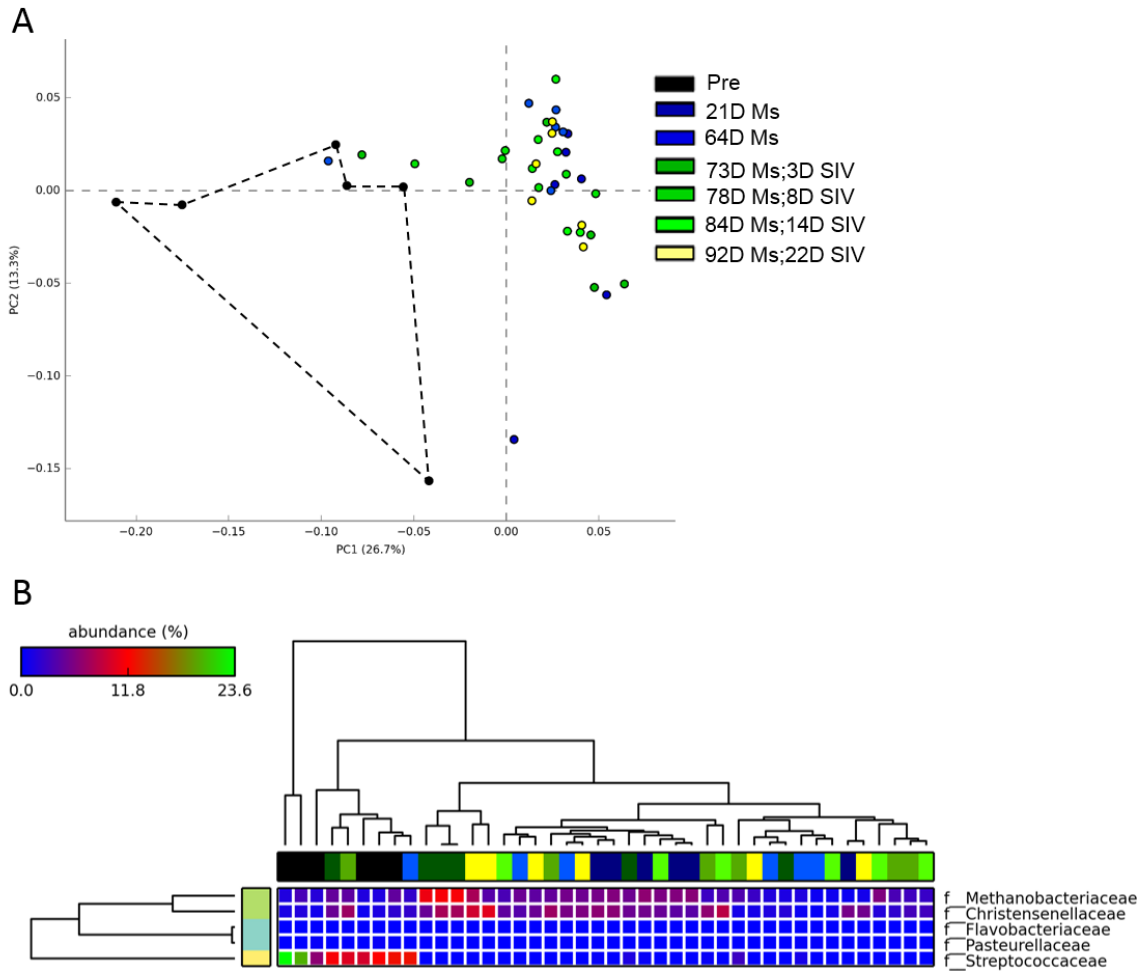 A
Pre
21D Ms
64D Ms
73D Ms;3D SIV
78D Ms;8D SIV
84D Ms;14D SIV
92D Ms;22D SIV
0.05
0.00
−0.05
−0.10
−0.15
PC2 (13.3%)
−0.20
−0.15
−0.10
−0.05
0.00
0.05
PC1 (26.7%)
B
abundance (%)
0.0
11.8
23.6
f__Methanobacteriaceae
f__Christensenellaceae
f__Flavobacteriaceae
f__Pasteurellaceae
f__Streptococcaceae